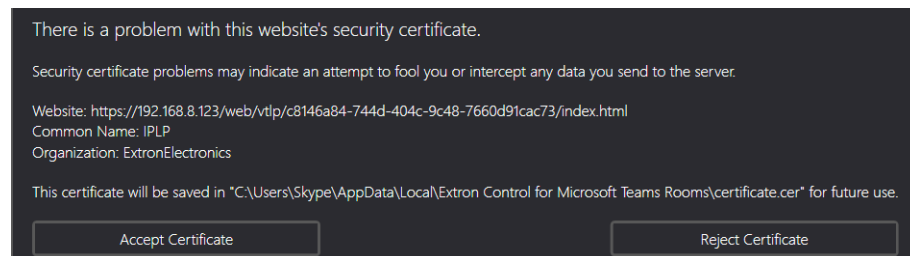 There is a problem with this website's security certificate.
Security certificate problems may indicate an attempt to fool you or intercept any data you send to the server.
Website: https://192.168.8.123/web/vtlp/c8146a84-744d-404c-9c48-7660d91cac73/index.html
Common Name: IPLP
Organization: ExtronElectronics
This certificate will be saved in "C:\Users\Skype\AppData\Local\Extron Control for Microsoft Teams Rooms\certificate.cer" for future use.
Accept Certificate
Reject Certificate